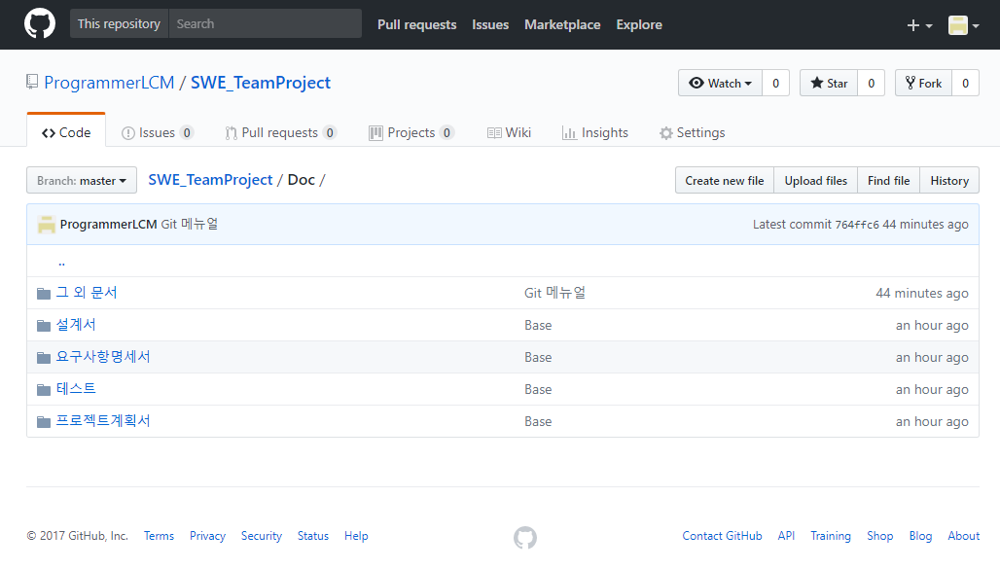 This repository Search Pull requests Issues Marketplace Explore
ProgrammerLCM / SWE_TeamProject Watch 0 Star 0 Fork 0
Code Issues 0 Pull requests 0 Projects 0 Wiki Insights Settings
Branch: master SWE_TeamProject / Doc / Create new file Upload files Find file History
ProgrammerLCM Git 메뉴얼 Latest commit 764ffc6 44 minutes ago
..
그 외 문서 Git 메뉴얼 44 minutes ago
설계서 Base an hour ago
요구사항명세서 Base an hour ago
테스트 Base an hour ago
프로젝트계획서 Base an hour ago
© 2017 GitHub, Inc. Terms Privacy Security Status Help Contact GitHub API Training Shop Blog About